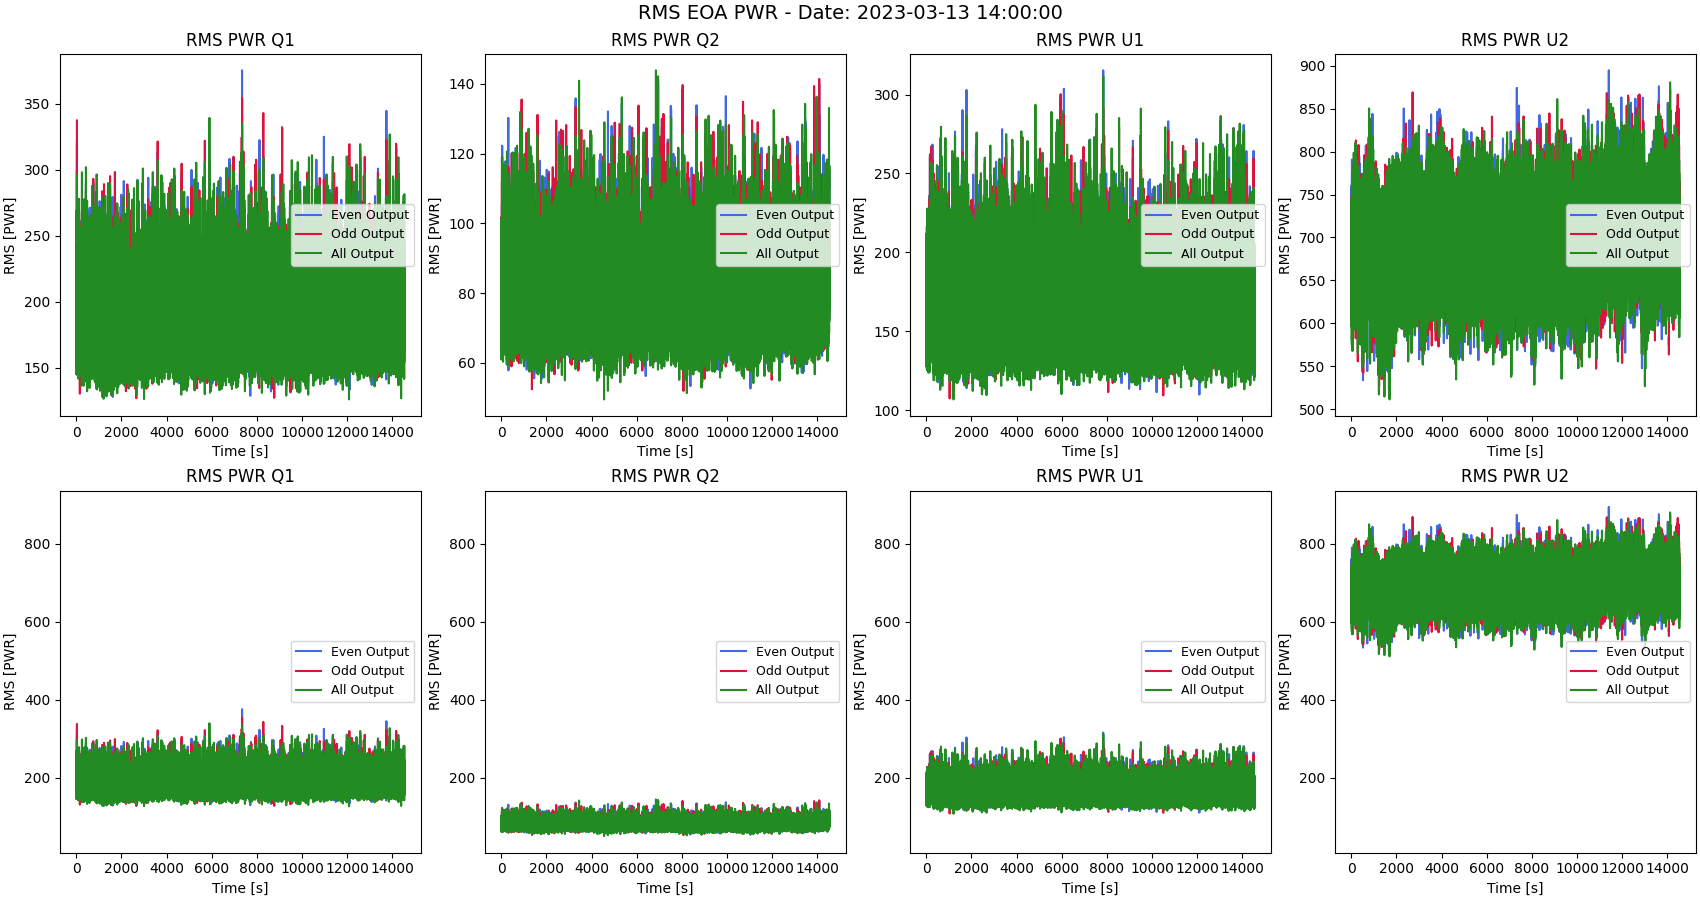 RMS EOA PWR - Date: 2023-03-13 14:00:00
RMS PWR Q1
RMS [PWR]
350
300
250
200
150
0 2000 4000 6000 8000 10000 12000 14000
Time [s]
Even Output
Odd Output
All Output
RMS PWR Q2
RMS [PWR]
140
120
100
80
60
0 2000 4000 6000 8000 10000 12000 14000
Time [s]
Even Output
Odd Output
All Output
RMS PWR U1
RMS [PWR]
300
250
200
150
100
0 2000 4000 6000 8000 10000 12000 14000
Time [s]
Even Output
Odd Output
All Output
RMS PWR U2
RMS [PWR]
900
850
800
750
700
650
600
550
500
0 2000 4000 6000 8000 10000 12000 14000
Time [s]
Even Output
Odd Output
All Output
RMS PWR Q1
RMS [PWR]
800
600
400
200
0 2000 4000 6000 8000 10000 12000 14000
Time [s]
Even Output
Odd Output
All Output
RMS PWR Q2
RMS [PWR]
800
600
400
200
0 2000 4000 6000 8000 10000 12000 14000
Time [s]
Even Output
Odd Output
All Output
RMS PWR U1
RMS [PWR]
800
600
400
200
0 2000 4000 6000 8000 10000 12000 14000
Time [s]
Even Output
Odd Output
All Output
RMS PWR U2
RMS [PWR]
800
600
400
200
0 2000 4000 6000 8000 10000 12000 14000
Time [s]
Even Output
Odd Output
All Output